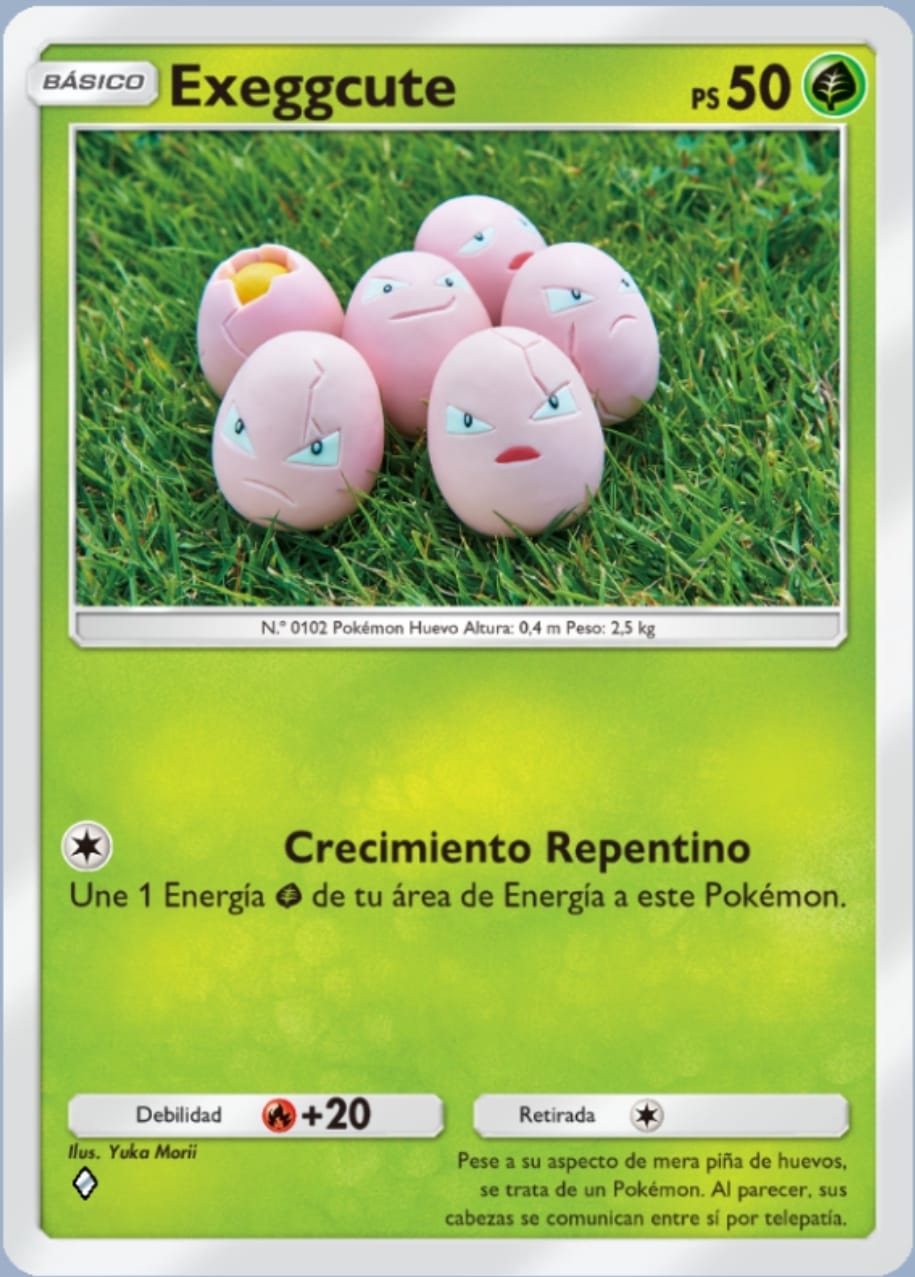 BÁSICO
Exeggcute
PS 50
N.º 0102 Pokémon Huevo Altura: 0,4 m Peso: 2,5 kg
Crecimiento Repentino
Une 1 Energía de tu área de Energía a este Pokémon.
Debilidad +20
Retirada
Ilus. Yuka Morii
Pese a su aspecto de mera piña de huevos,
se trata de un Pokémon. Al parecer, sus
cabezas se comunican entre sí por telepatía.